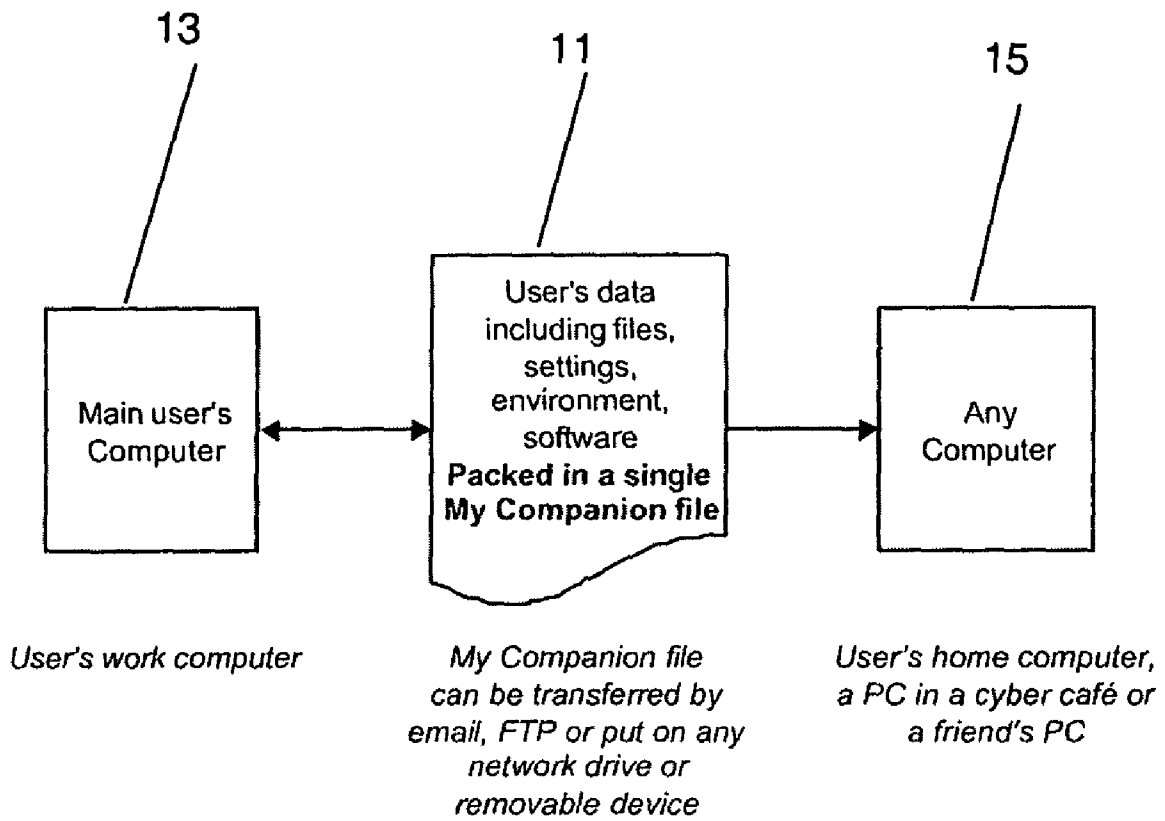 13
11
15
Main user's
Computer
User's data
including files,
settings,
environment,
software
Packed in a single
My Companion file
Any
Computer
User's work computer
My Companion file
can be transferred by
email, FTP or put on any
network drive or
removable device
User's home computer,
a PC in a cyber café or
a friend's PC